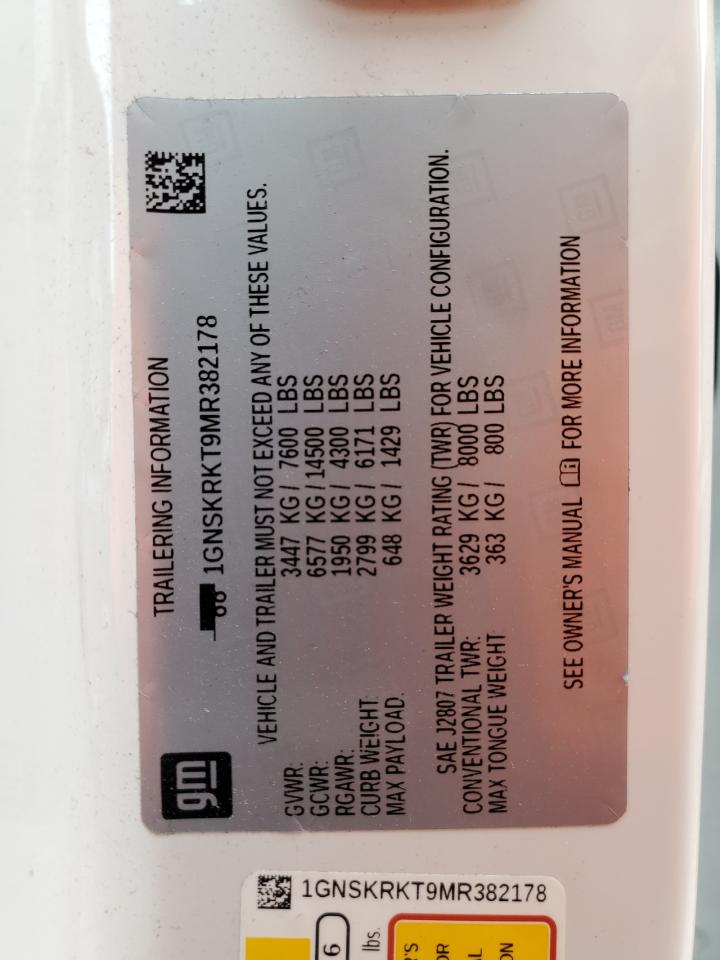 gm
TRAILERING INFORMATION
1GNSKRKT9MR382178
VEHICLE AND TRAILER MUST NOT EXCEED ANY OF THESE VALUES.
GVWR: 3447 KG / 7600 LBS
GCWR: 6577 KG / 14500 LBS
RGAWR: 1950 KG / 4300 LBS
CURB WEIGHT: 2799 KG / 6171 LBS
MAX PAYLOAD: 648 KG / 1429 LBS
SAE J2807 TRAILER WEIGHT RATING (TWR) FOR VEHICLE CONFIGURATION.
CONVENTIONAL TWR: 3629 KG / 8000 LBS
MAX TONGUE WEIGHT 363 KG / 800 LBS
SEE OWNER'S MANUAL FOR MORE INFORMATION
1GNSKRKT9MR382178
6
lbs.